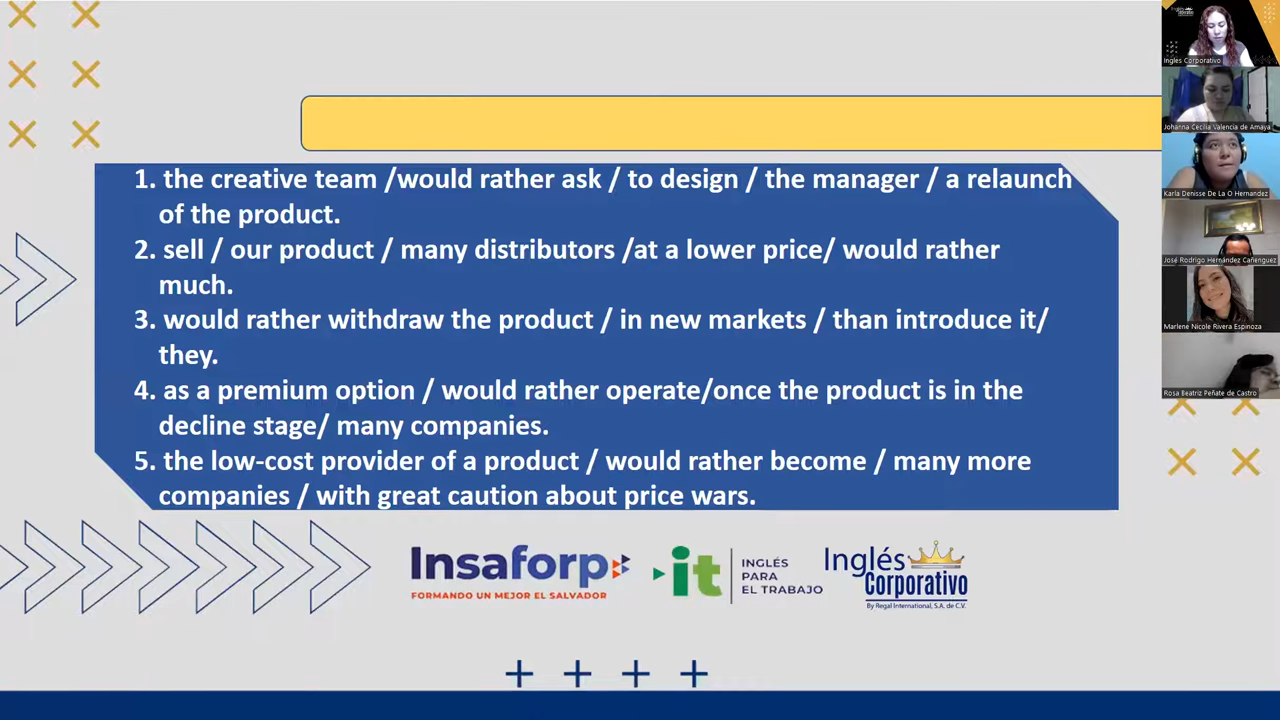 1. the creative team /would rather ask / to design / the manager / a relaunch
of the product.
2. sell / our product / many distributors /at a lower price/ would rather
much.
3. would rather withdraw the product / in new markets / than introduce it/
they.
4. as a premium option / would rather operate/once the product is in the
decline stage/ many companies.
5. the low-cost provider of a product / would rather become / many more
companies / with great caution about price wars.
Insaforp
FORMANDO UN MEJOR EL SALVADOR
it
INGLÉS
PARA
EL TRABAJO
Inglés
Corporativo
By Regal International, S.A. de C.V.
Ingles Corporativo
Johanna Cecilia Valencia de Amaya
Karla Denisse De La O Hernandez
José Rodrigo Hernández Cañenguez
Marlene Nicole Rivera Espinoza
Rosa Beatriz Peñate de Castro